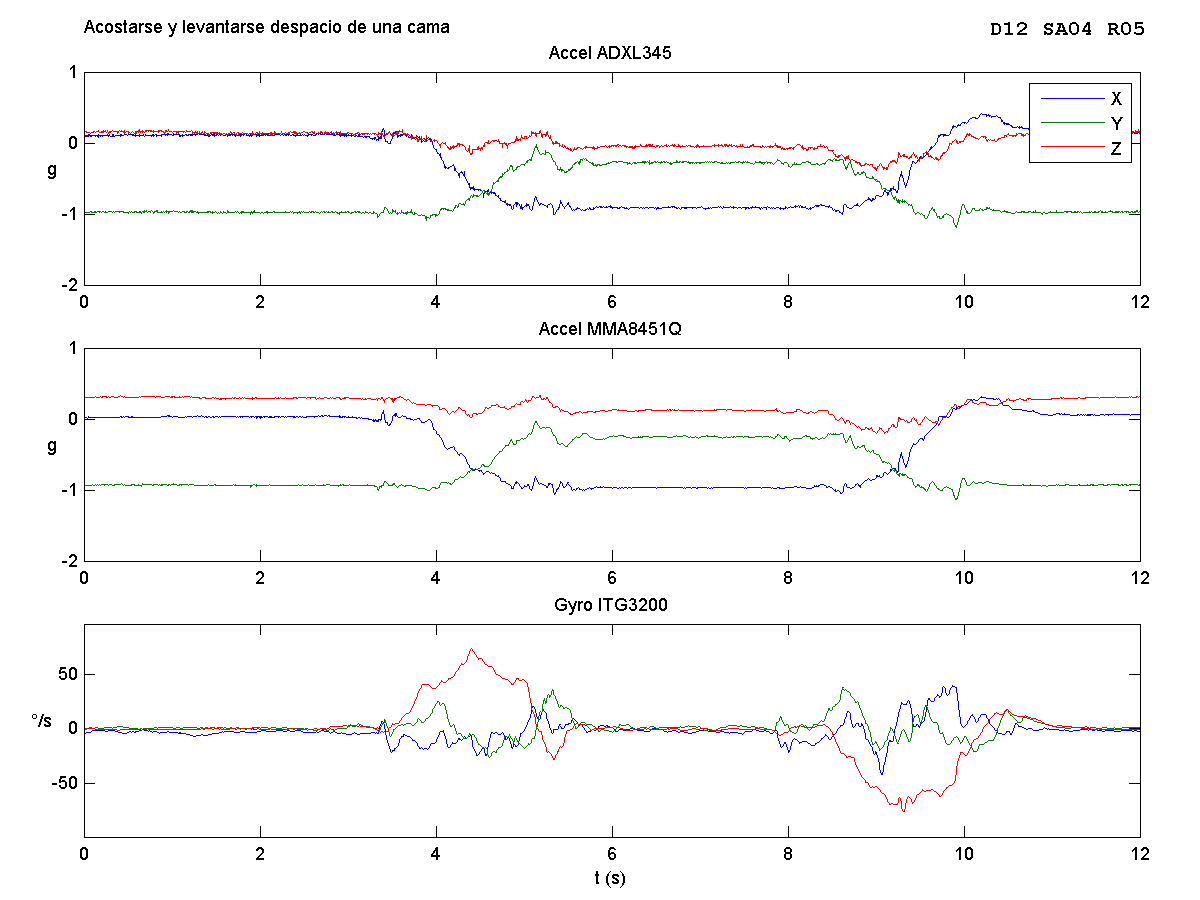 Acostarse y levantarse despacio de una cama
D12 SA04 R05
Accel ADXL345
1
0
-1
-2
g
X
Y
Z
0 2 4 6 8 10 12
Accel MMA8451Q
1
0
-1
-2
g
0 2 4 6 8 10 12
Gyro ITG3200
50
0
-50
°/s
0 2 4 6 8 10 12
t (s)